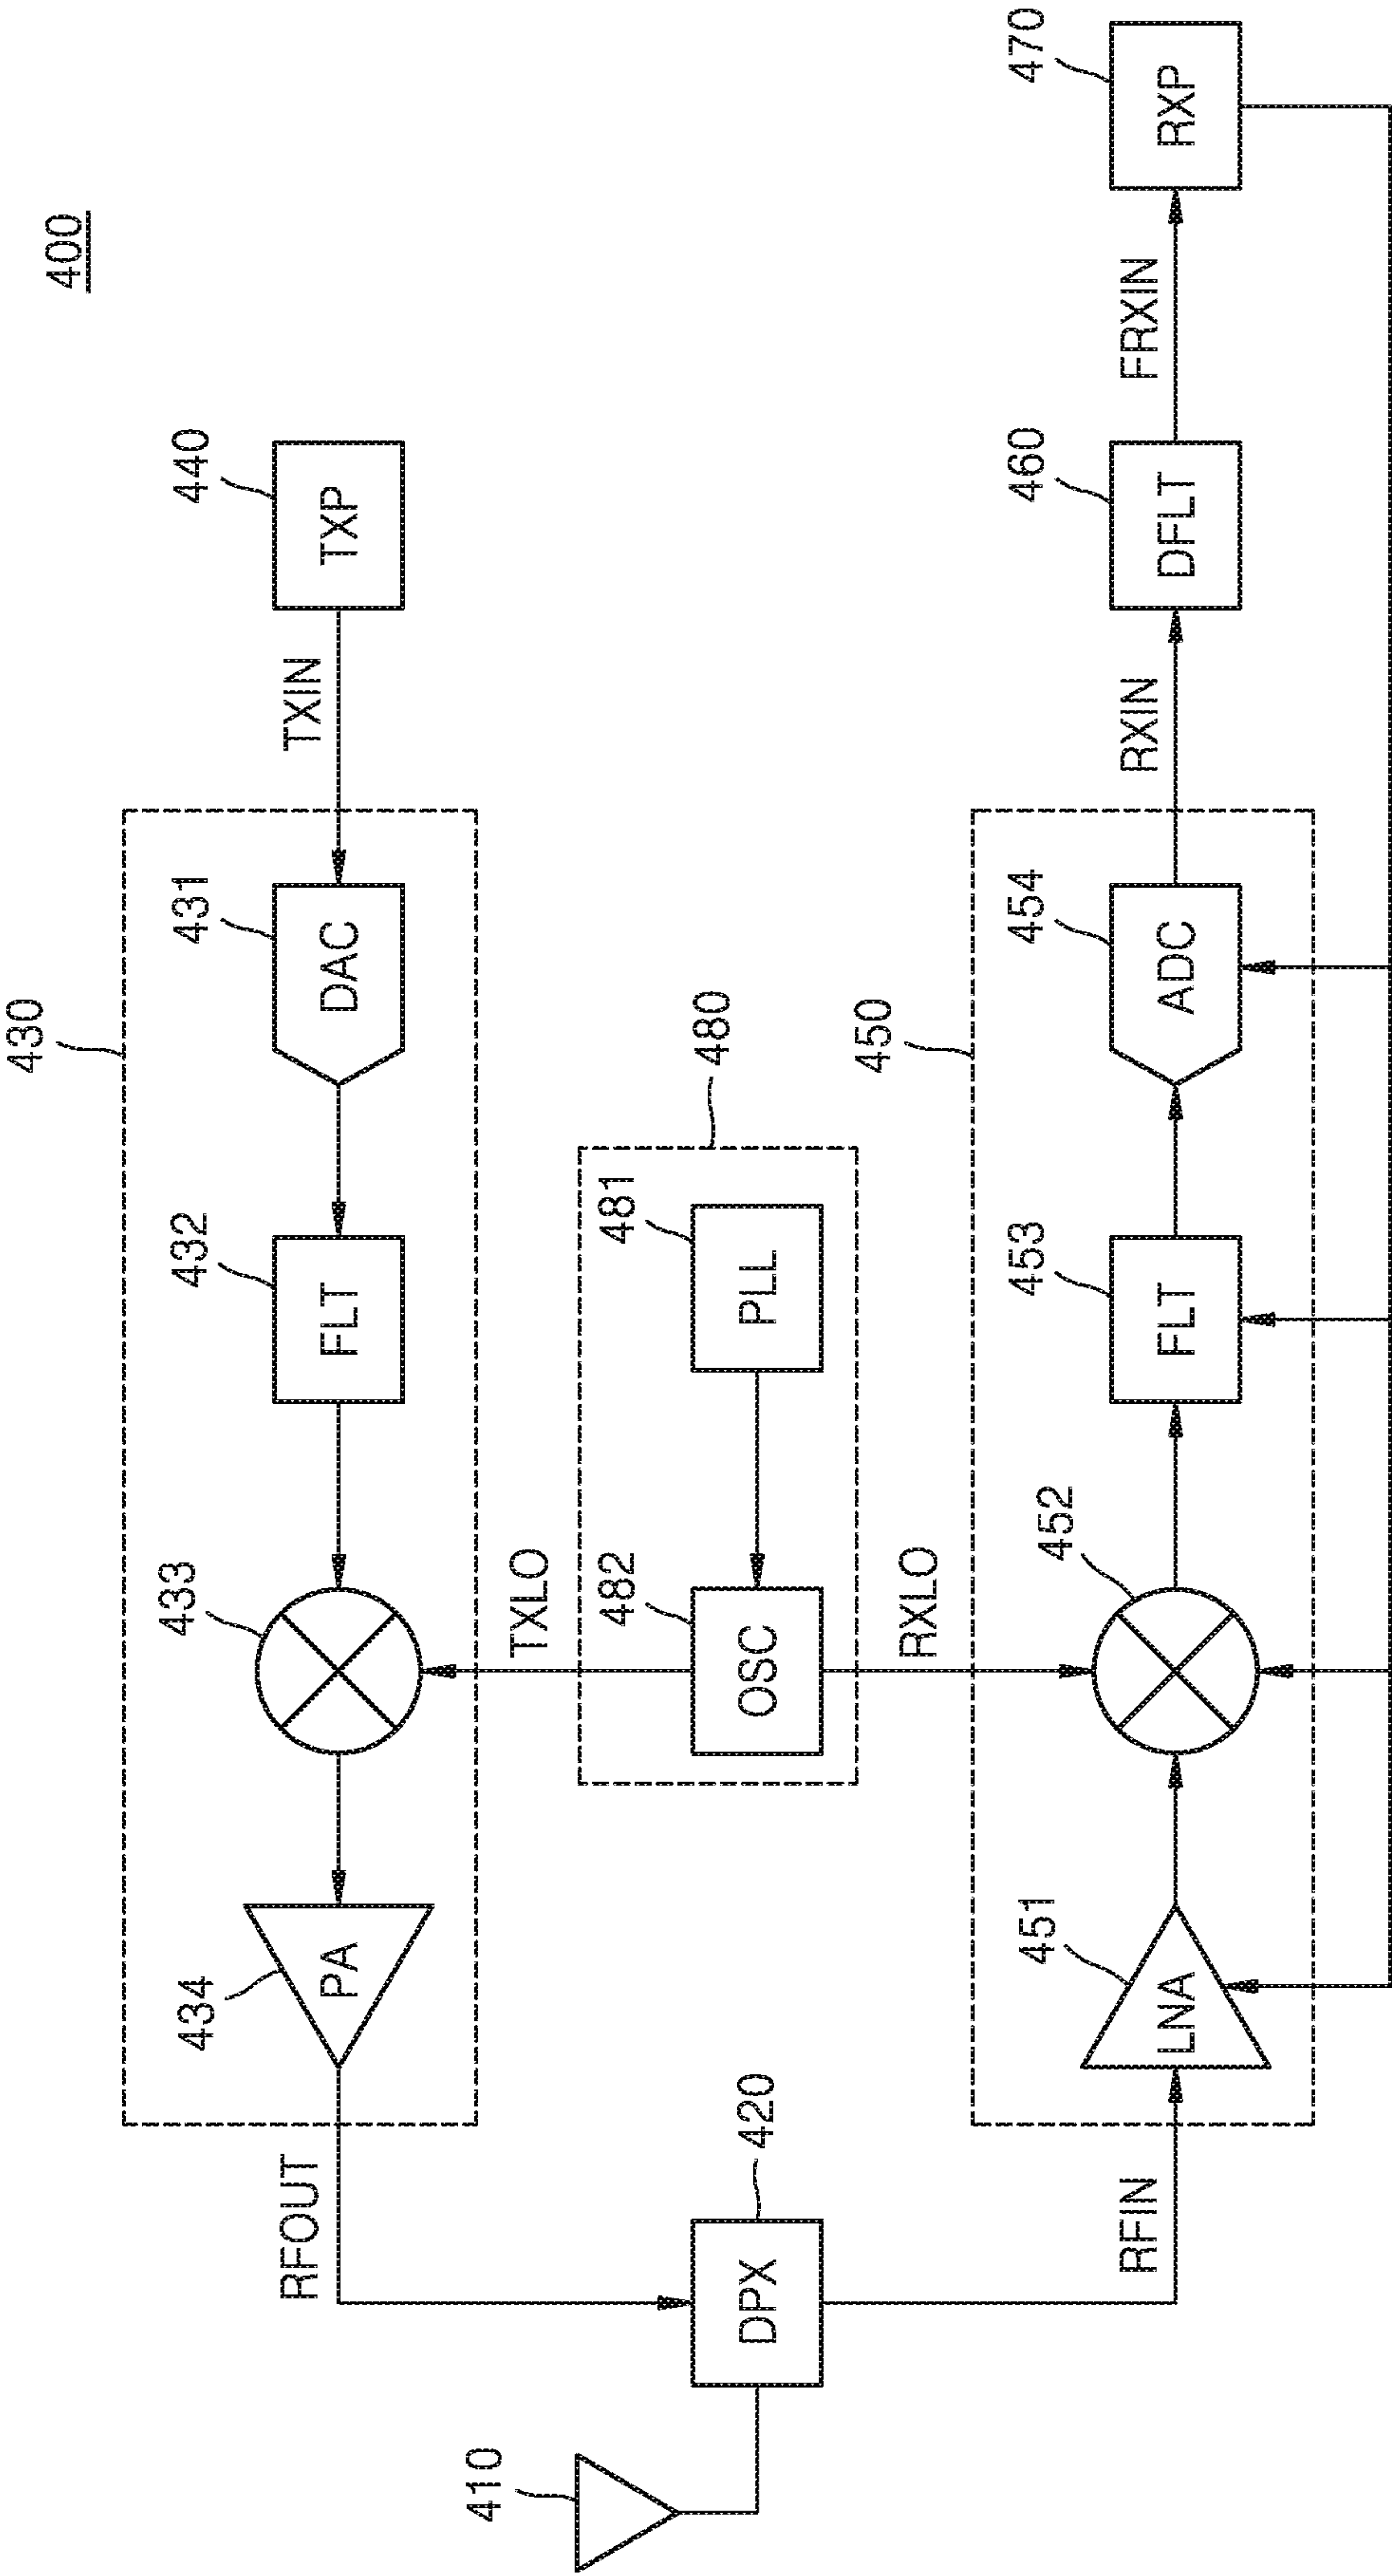 400
430
434
PA
433
432
FLT
431
DAC
TXIN
440
TXP
RFOUT
TXLO
480
482
OSC
481
PLL
410
420
DPX
RXLO
450
RFIN
451
LNA
452
453
FLT
454
ADC
RXIN
460
DFLT
FRXIN
470
RXP